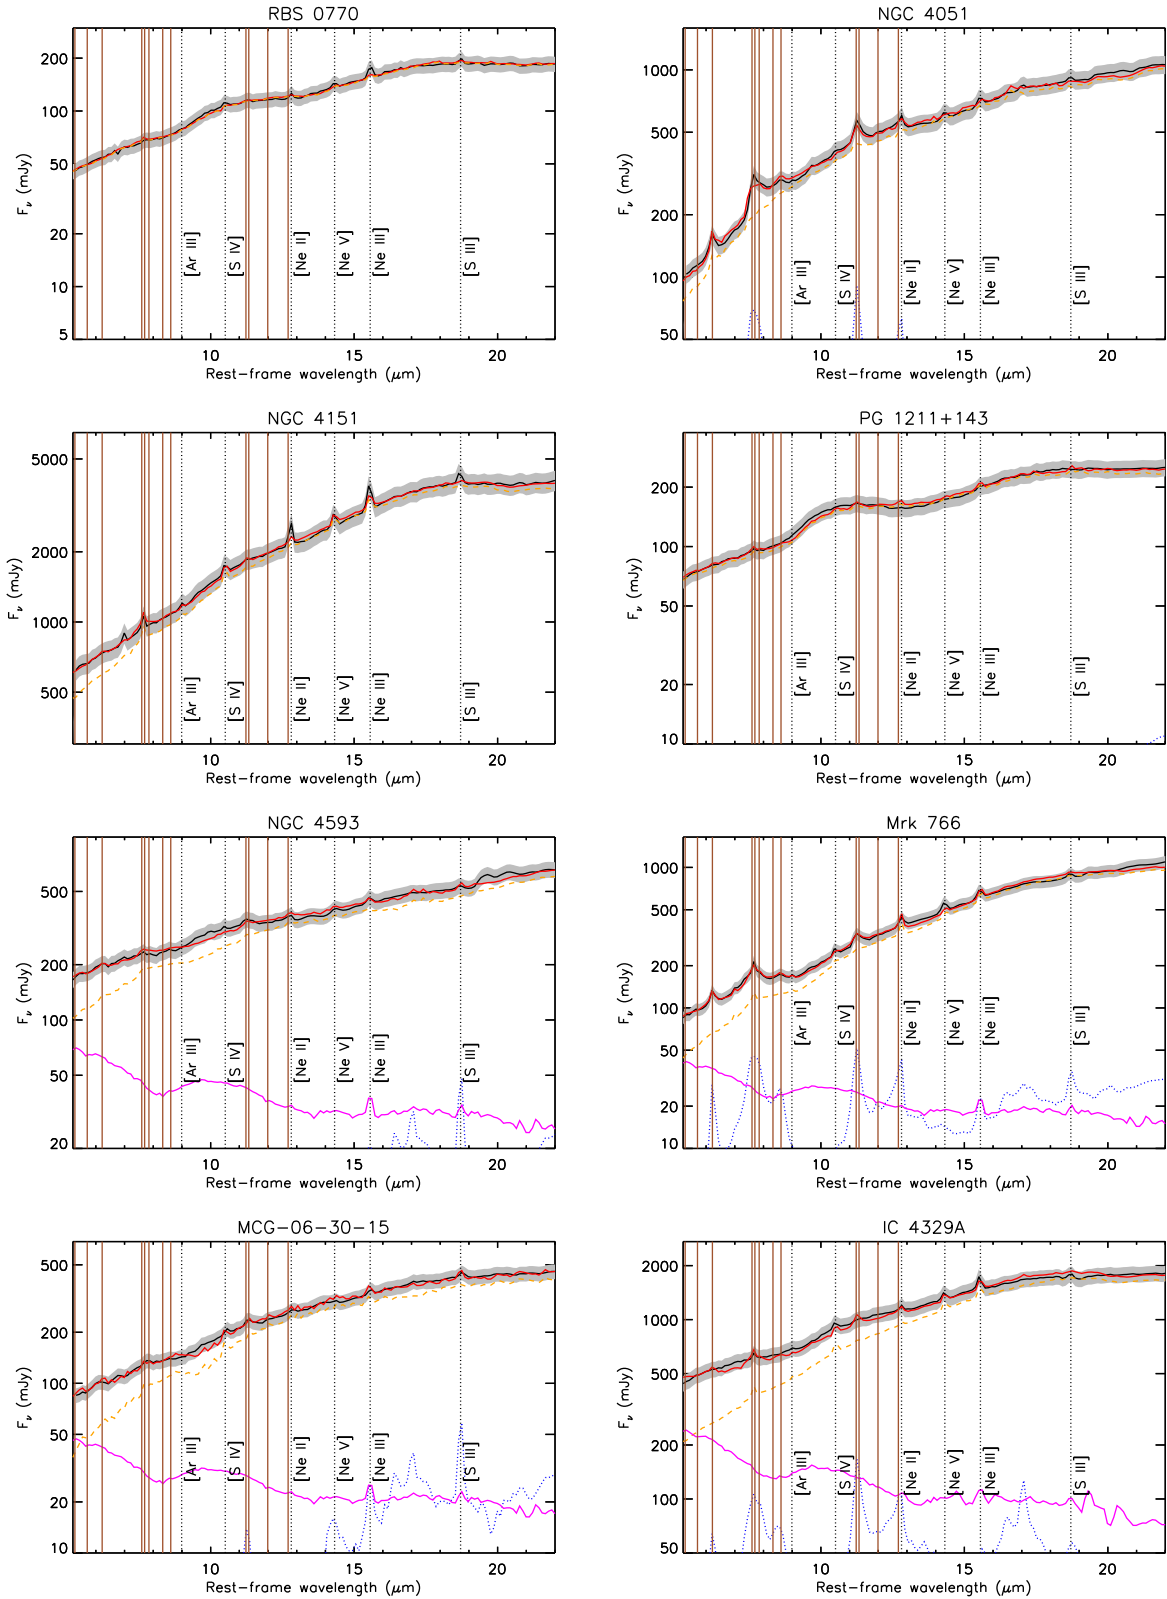 RBS 0770
200
100
50
20
10
5
F_ν (mJy)
[Ar III]
[S IV]
[Ne II]
[Ne V]
[Ne III]
[S III]
10 15 20
Rest-frame wavelength (μm)
NGC 4051
1000
500
200
100
50
F_ν (mJy)
[Ar III]
[S IV]
[Ne II]
[Ne V]
[Ne III]
[S III]
10 15 20
Rest-frame wavelength (μm)
NGC 4151
5000
2000
1000
500
F_ν (mJy)
[Ar III]
[S IV]
[Ne II]
[Ne V]
[Ne III]
[S III]
10 15 20
Rest-frame wavelength (μm)
PG 1211+143
200
100
50
20
10
F_ν (mJy)
[Ar III]
[S IV]
[Ne II]
[Ne V]
[Ne III]
[S III]
10 15 20
Rest-frame wavelength (μm)
NGC 4593
500
200
100
50
20
F_ν (mJy)
[Ar III]
[S IV]
[Ne II]
[Ne V]
[Ne III]
[S III]
10 15 20
Rest-frame wavelength (μm)
Mrk 766
1000
500
200
100
50
20
10
F_ν (mJy)
[Ar III]
[S IV]
[Ne II]
[Ne V]
[Ne III]
[S III]
10 15 20
Rest-frame wavelength (μm)
MCG-06-30-15
500
200
100
50
20
10
F_ν (mJy)
[Ar III]
[S IV]
[Ne II]
[Ne V]
[Ne III]
[S III]
10 15 20
Rest-frame wavelength (μm)
IC 4329A
2000
1000
500
200
100
50
F_ν (mJy)
[Ar III]
[S IV]
[Ne II]
[Ne V]
[Ne III]
[S III]
10 15 20
Rest-frame wavelength (μm)